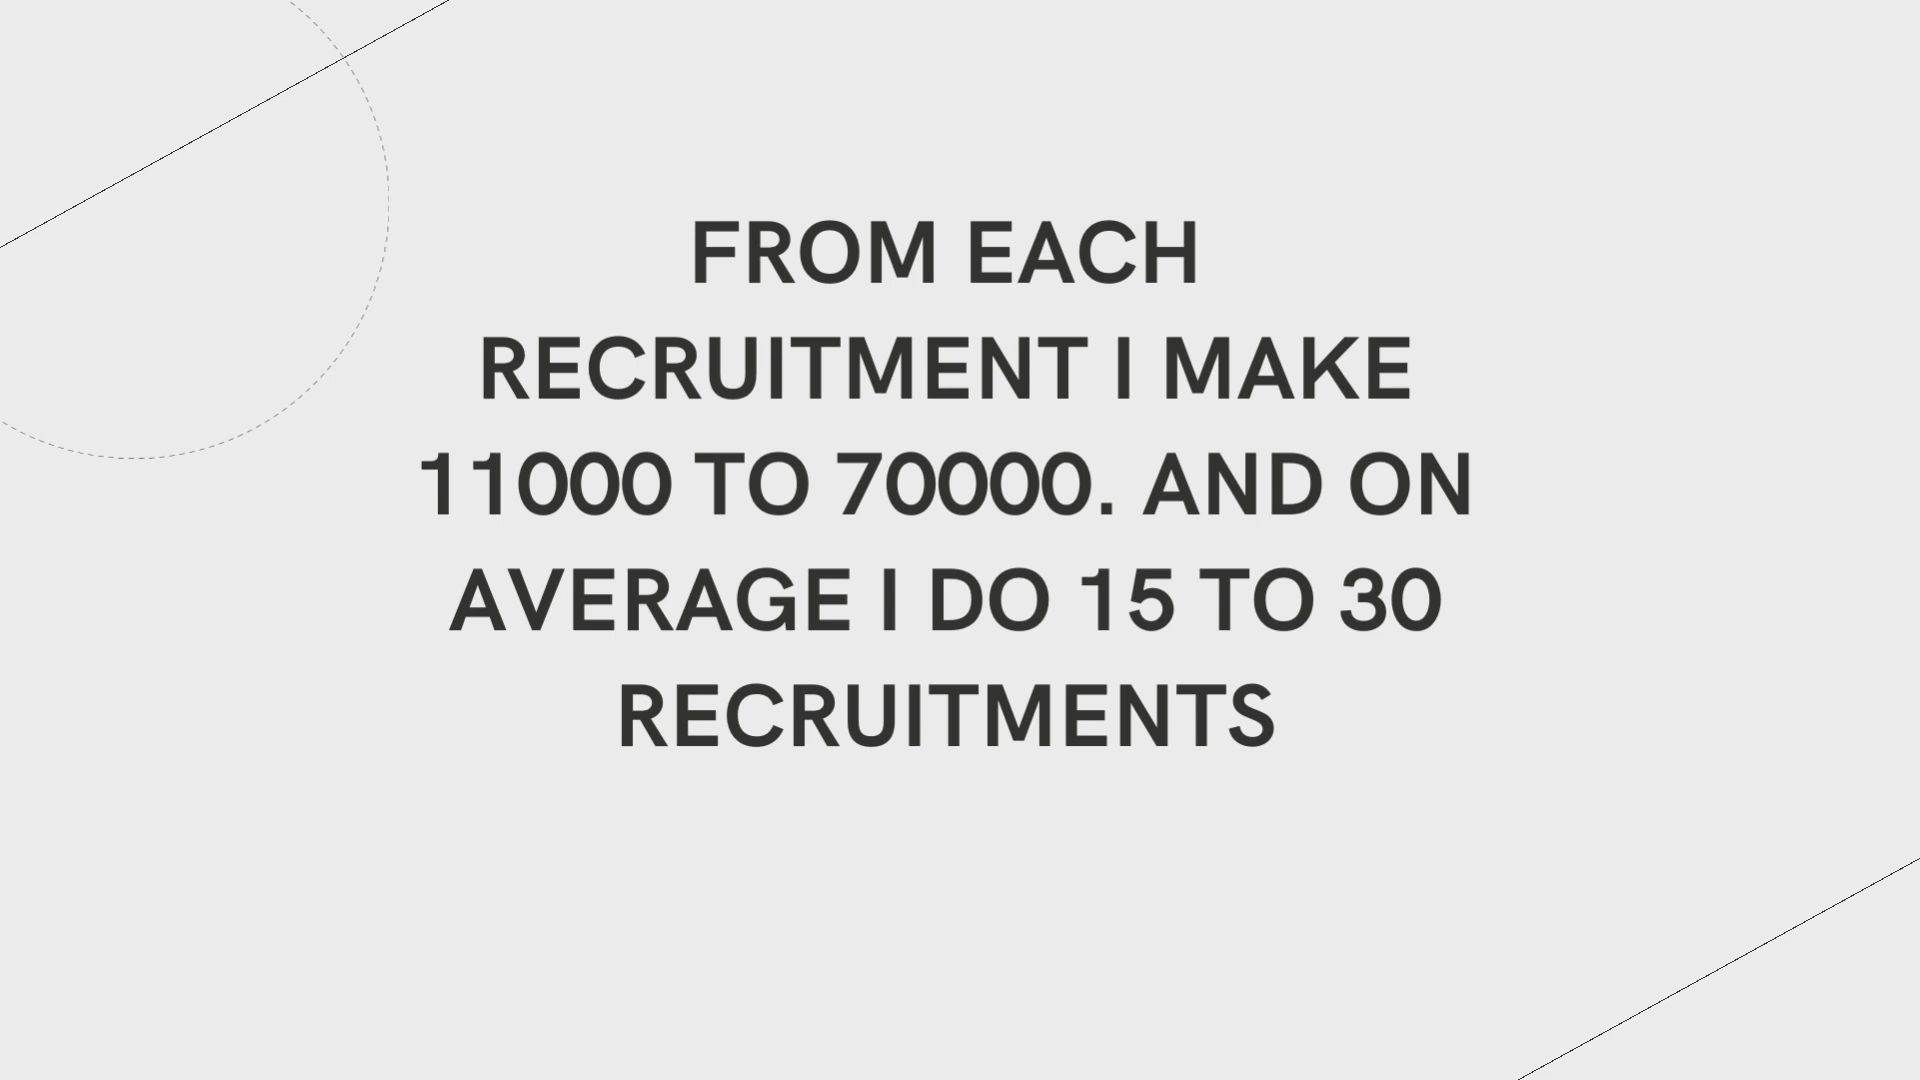 FROM EACH
RECRUITMENT I MAKE
11000 TO 70000. AND ON
AVERAGE I DO 15 TO 30
RECRUITMENTS